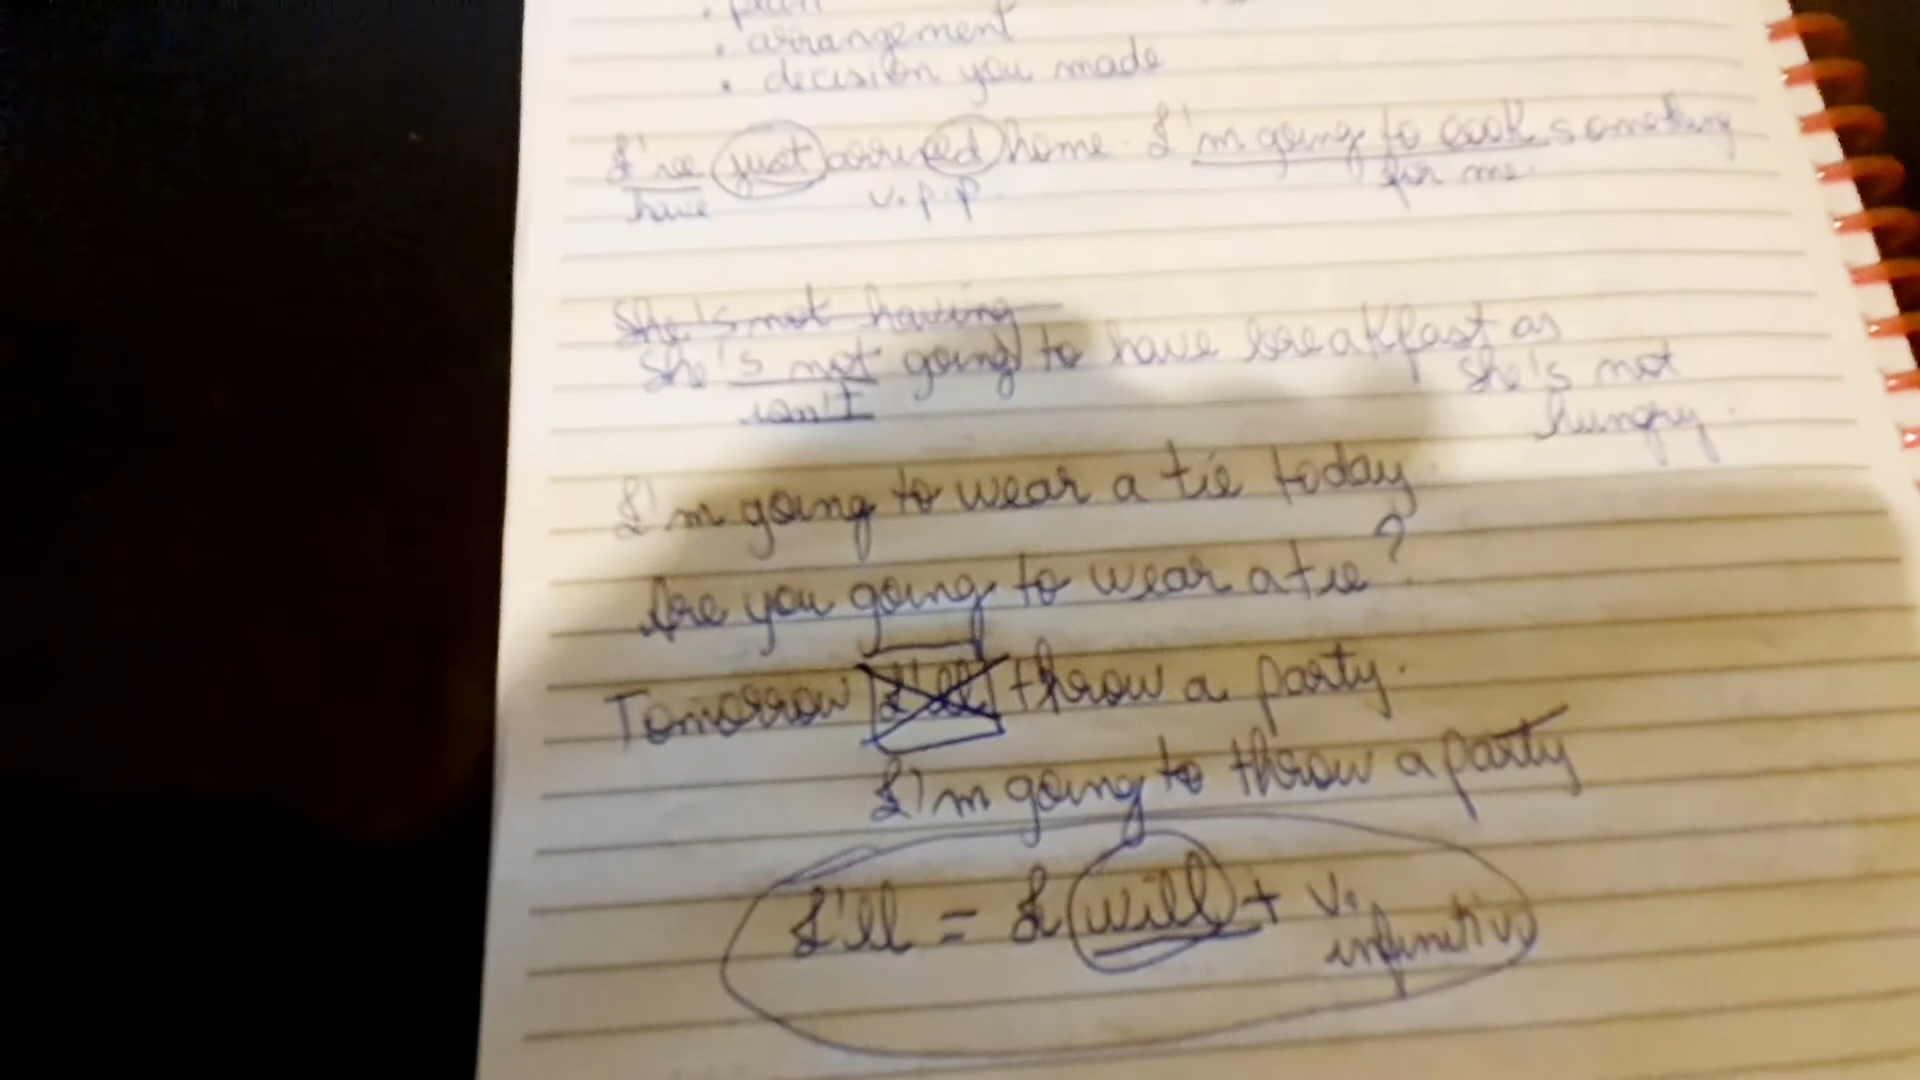 • plan
• arrangement
• decision you made
I've just arrived home. I'm going to cook something
have v.p.p. for me.
She's not having
She's not going to have breakfast as
isn't she's not
hungry.
I'm going to wear a tie today.
Are you going to wear a tie?
Tomorrow I'll throw a party.
I'm going to throw a party
I'll = I will + v.
infinitive